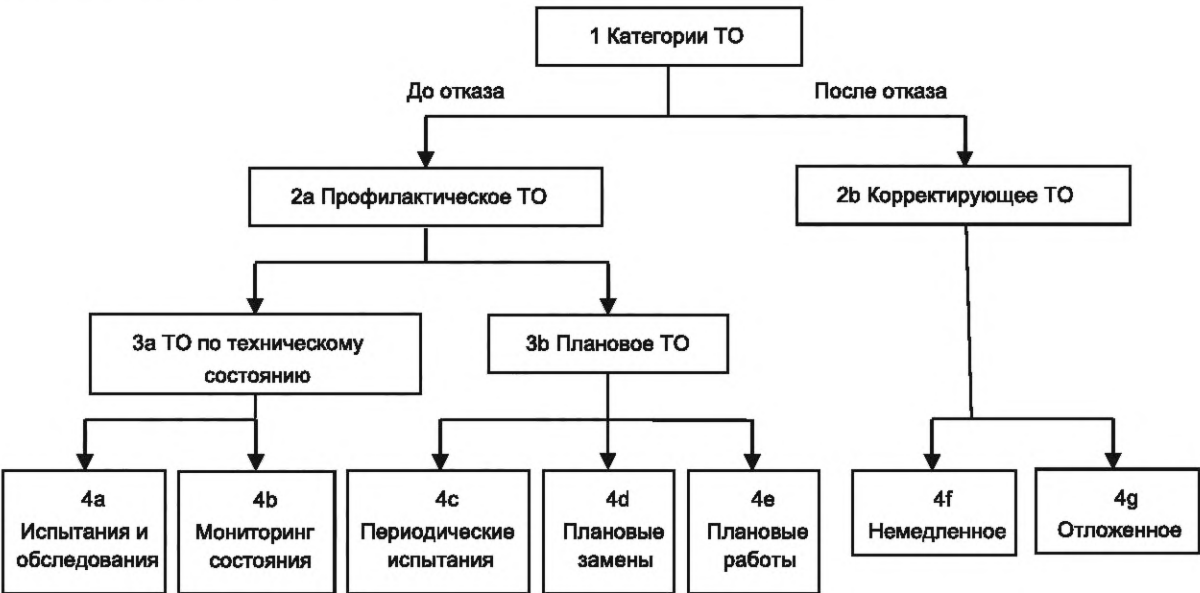 1 Категории ТО
До отказа
После отказа
2a Профилактическое ТО
2b Корректирующее ТО
3a ТО по техническому
состоянию
3b Плановое ТО
4a
Испытания и
обследования
4b
Мониторинг
состояния
4c
Периодические
испытания
4d
Плановые
замены
4e
Плановые
работы
4f
Немедленное
4g
Отложенное